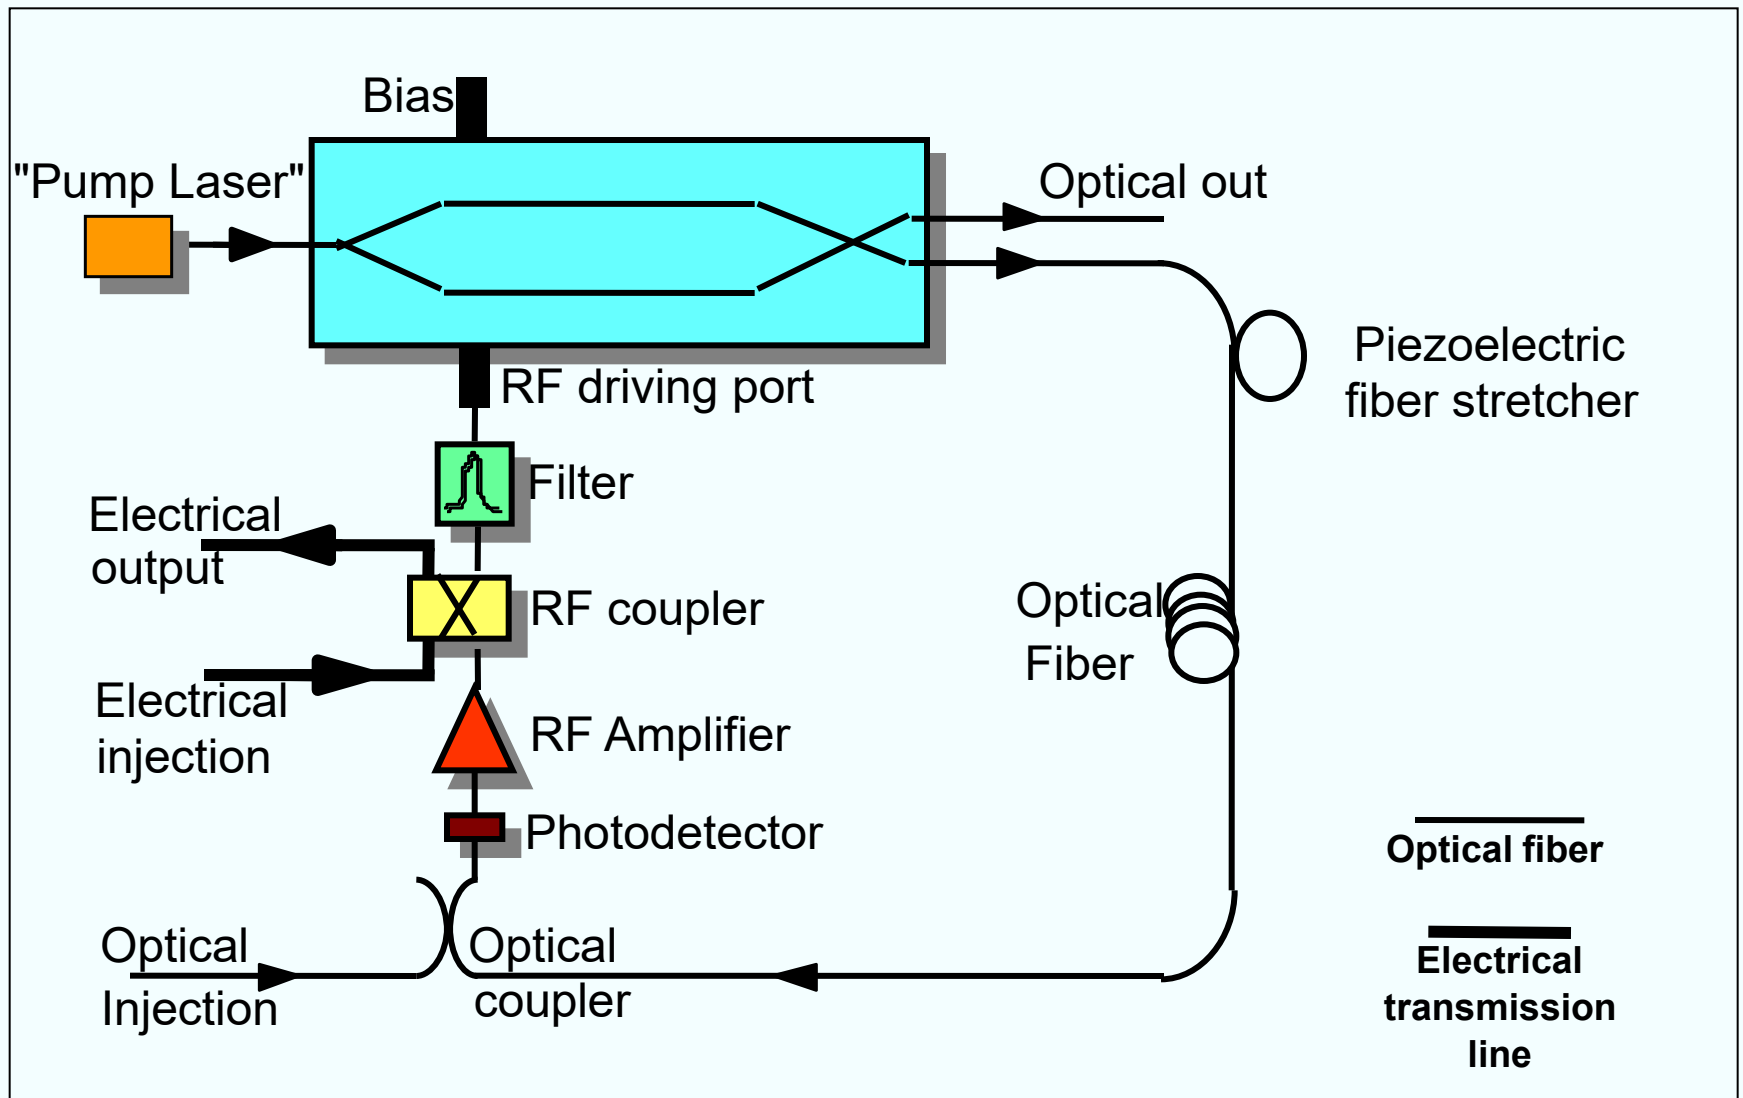 Bias
"Pump Laser"
Optical out
Piezoelectric
fiber stretcher
RF driving port
Filter
Electrical
output
RF coupler
Optical
Fiber
Electrical
injection
RF Amplifier
Photodetector
Optical fiber
Optical
Injection
Optical
coupler
Electrical
transmission
line